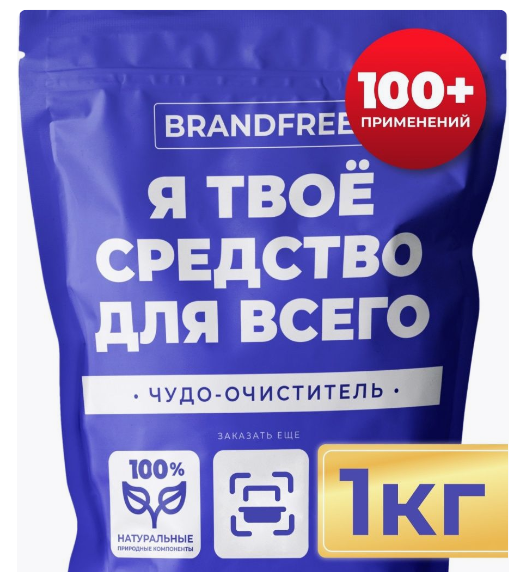 100+
ПРИМЕНЕНИЙ
BRANDFREE
Я ТВОЁ
СРЕДСТВО
ДЛЯ ВСЕГО
· ЧУДО-ОЧИСТИТЕЛЬ ·
ЗАКАЗАТЬ ЕЩЕ
100%
НАТУРАЛЬНЫЕ
ПРИРОДНЫЕ КОМПОНЕНТЫ
1КГ